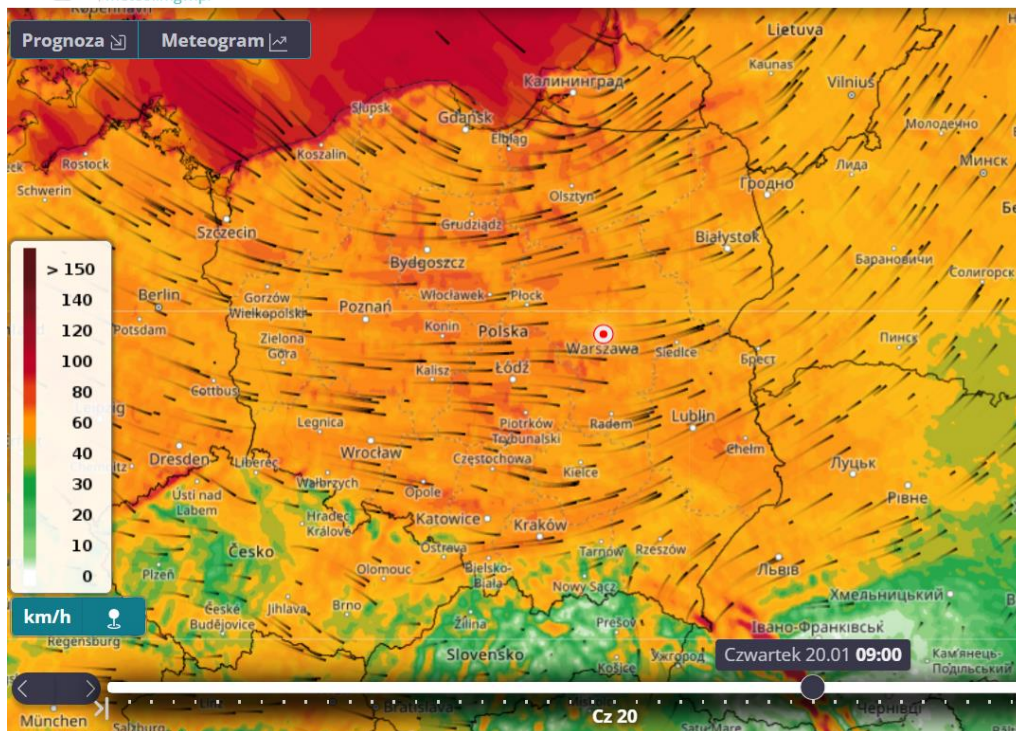 Prognoza
Meteogram
Lietuva
Kaunas
Калининград
Vilnius
Słupsk
Gdańsk
Молодечно
Elbląg
Koszalin
Rostock
Лида
Минск
Гродно
Schwerin
Olsztyn
Grudziądz
Szczecin
Białystok
Bydgoszcz
Барановичи
Солигорск
> 150
140
120
100
80
60
40
30
20
10
0
Berlin
Gorzów
Wielkopolski
Włocławek
Płock
Poznań
Potsdam
Konin
Polska
Пинск
Zielona
Góra
Warszawa
Siedlce
Брест
Kalisz
Łódź
Cottbus
Legnica
Piotrków
Trybunalski
Radom
Lublin
Wrocław
Chełm
Dresden
Liberec
Częstochowa
Луцьк
Kielce
Wałbrzych
Opole
Рівне
Ústí nad
Labem
Hradec
Králové
Katowice
Kraków
Česko
Ostrava
Tarnów
Rzeszów
Plzeň
Olomouc
Bielsko-
Biała
Львів
Nowy Sącz
Хмельницький
km/h
České
Budějovice
Jihlava
Brno
Žilina
Prešov
Івано-Франківськ
Regensburg
Slovensko
Košice
Ужгород
Czwartek 20.01 09:00
Кам'янець-
Подільський
Cz 20
München
Salzburg
Bratislava
Чернівці
Satu Mare